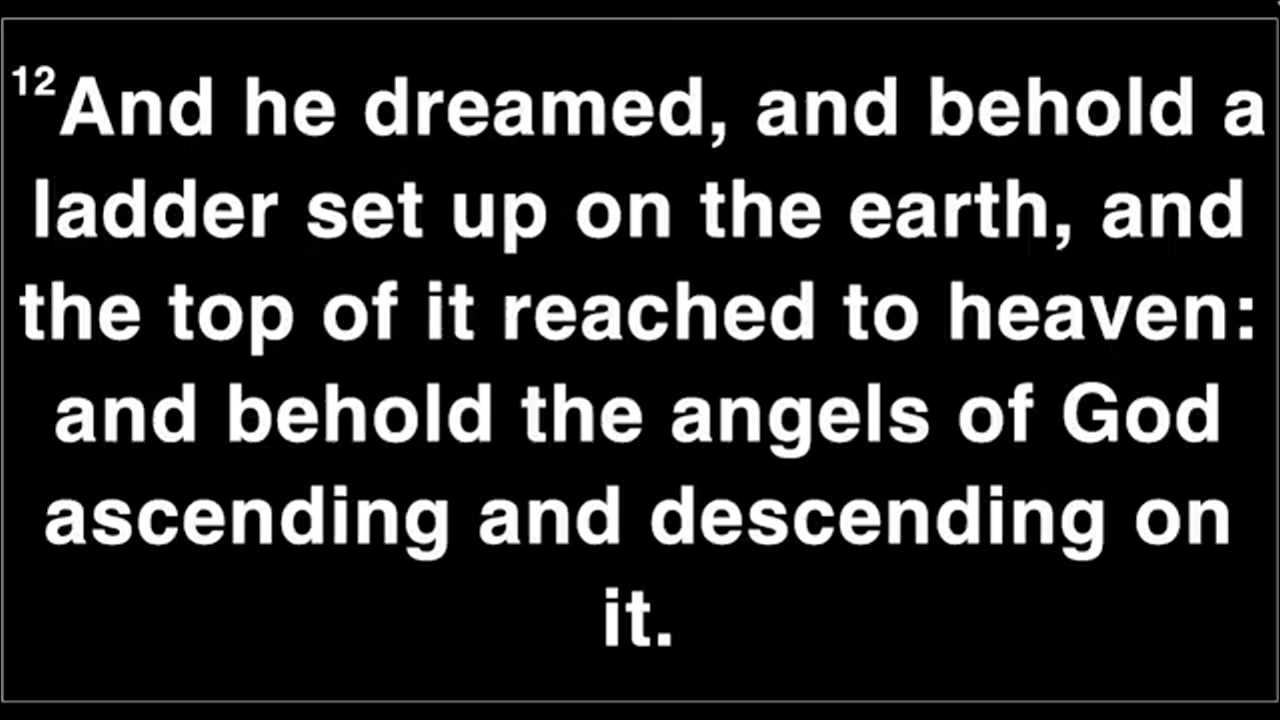 12And he dreamed, and behold a
ladder set up on the earth, and
the top of it reached to heaven:
and behold the angels of God
ascending and descending on
it.